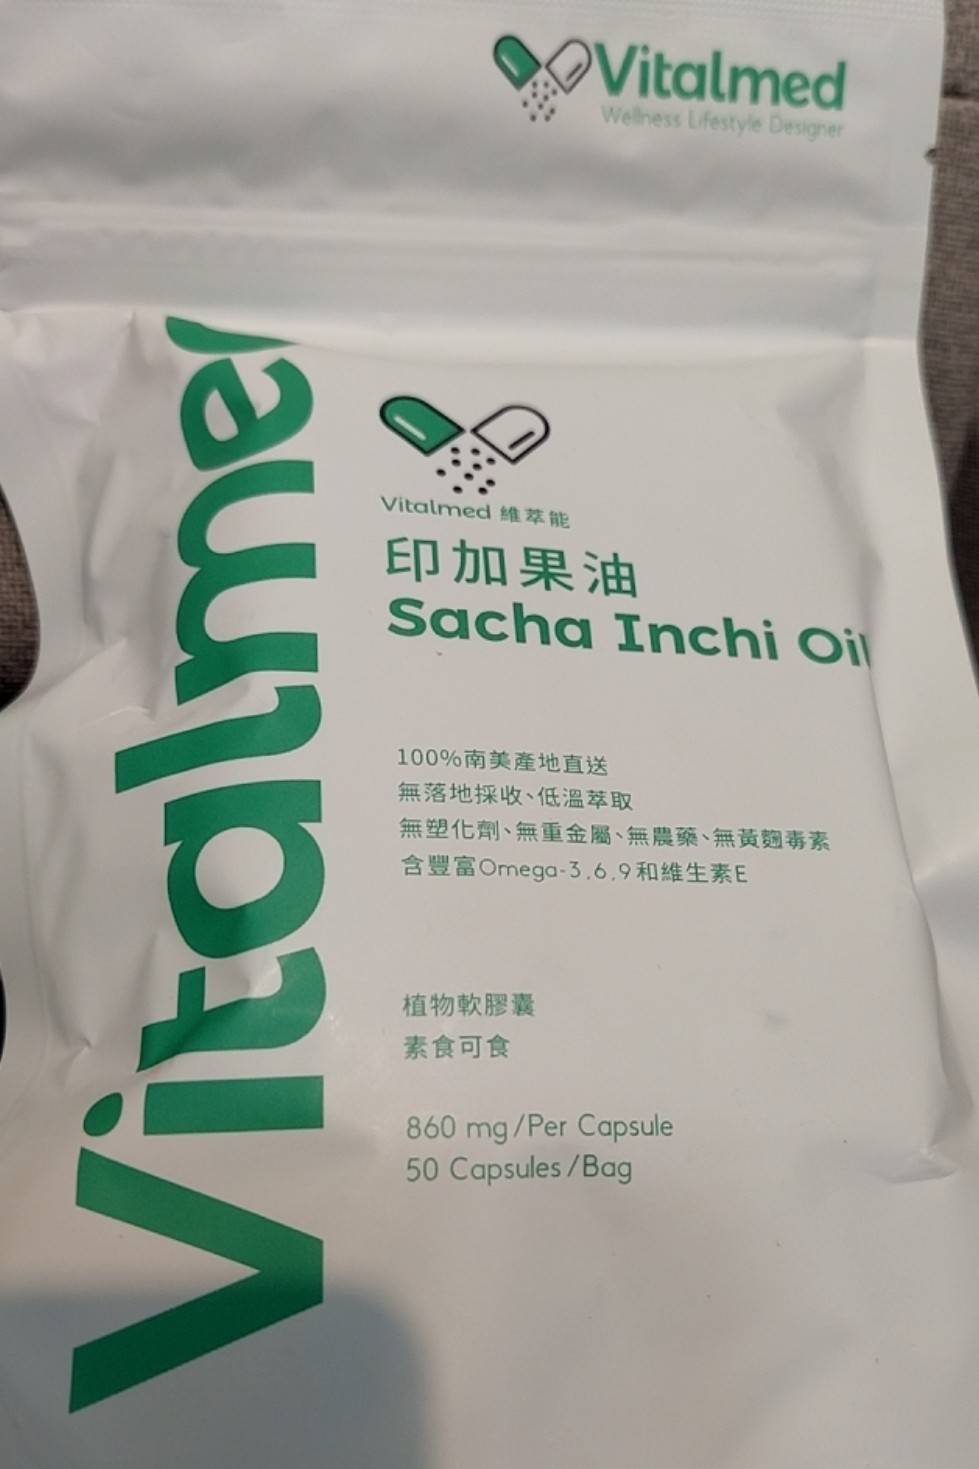 Vitalmed
Wellness Lifestyle Designer
Vitalme
Vitalmed 維萃能
印加果油
Sacha Inchi Oil
100%南美產地直送
無落地採收、低溫萃取
無塑化劑、無重金屬、無農藥、無黃麴毒素
含豐富Omega-3,6,9和維生素E
植物軟膠囊
素食可食
860 mg/Per Capsule
50 Capsules/Bag